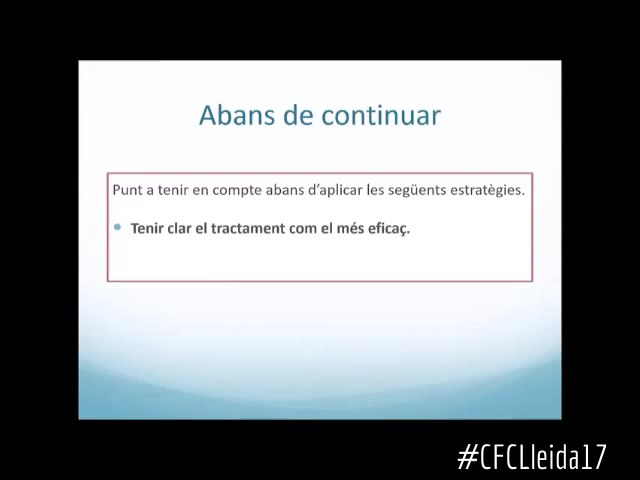 Abans de continuar
Punt a tenir en compte abans d'aplicar les següents estratègies.
Tenir clar el tractament com el més eficaç.
#CFCLleida17